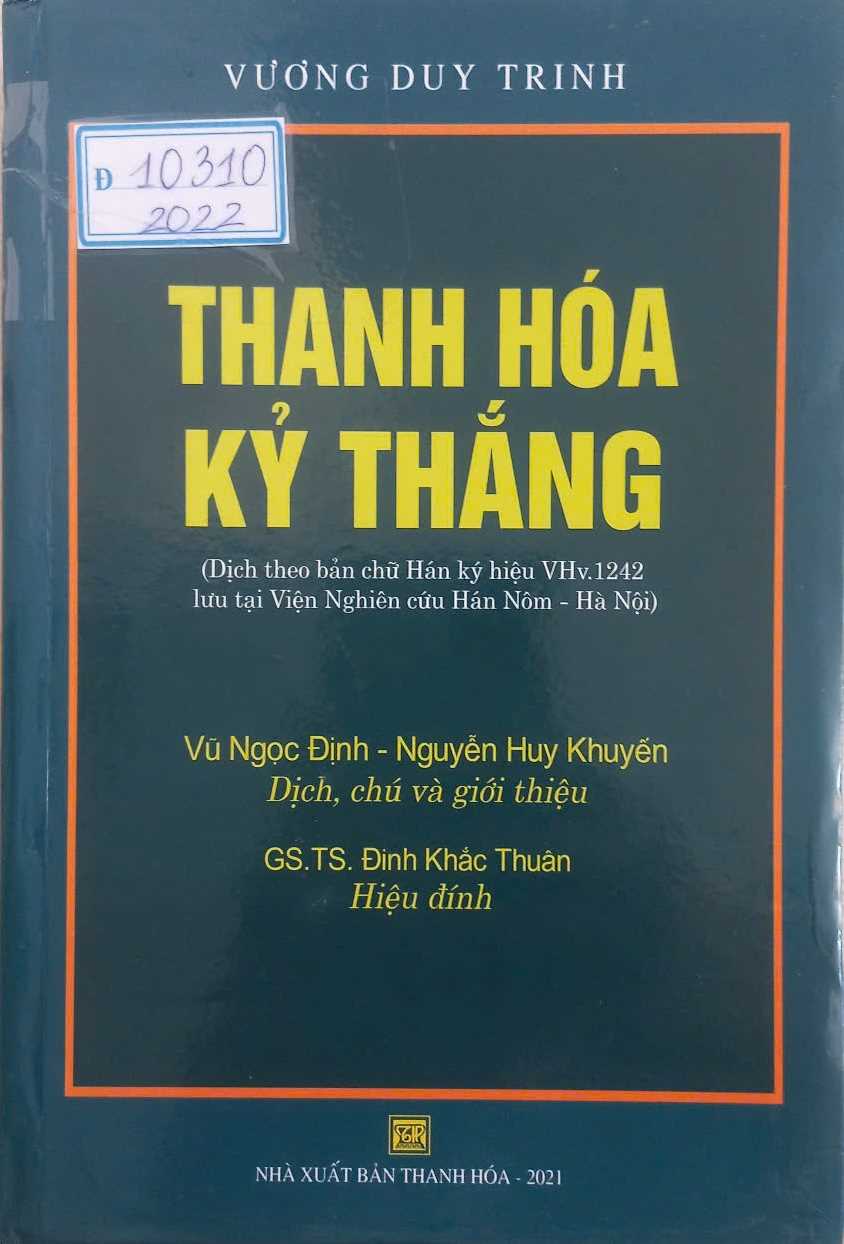 VƯƠNG DUY TRINH
Đ 10310
2022
THANH HÓA
KỶ THẮNG
(Dịch theo bản chữ Hán ký hiệu VHv.1242
lưu tại Viện Nghiên cứu Hán Nôm - Hà Nội)
Vũ Ngọc Định - Nguyễn Huy Khuyến
Dịch, chú và giới thiệu
GS.TS. Đinh Khắc Thuân
Hiệu đính
NHÀ XUẤT BẢN THANH HÓA - 2021